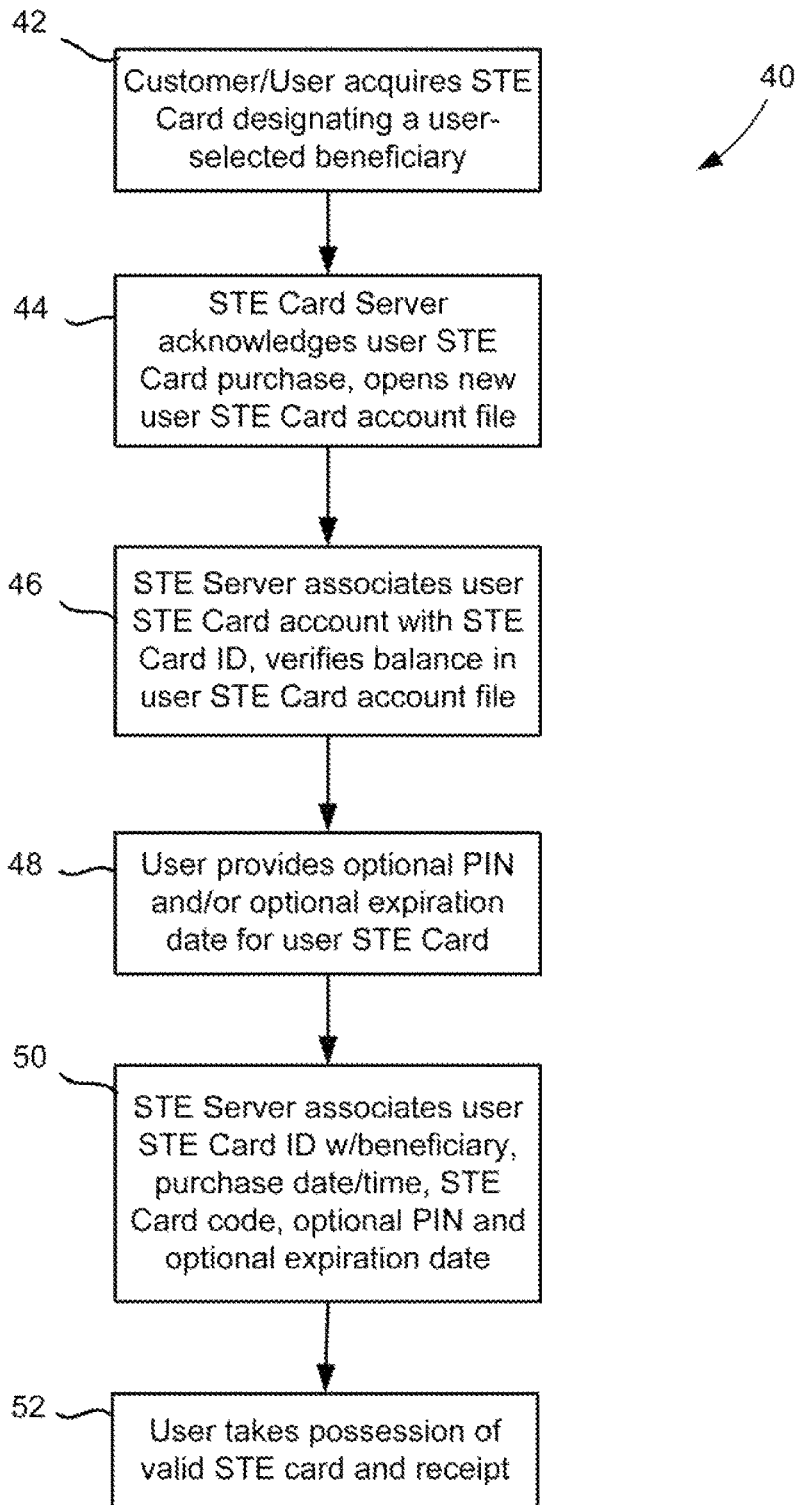 42
Customer/User acquires STE
Card designating a user-
selected beneficiary
40
44
STE Card Server
acknowledges user STE
Card purchase, opens new
user STE Card account file
46
STE Server associates user
STE Card account with STE
Card ID, verifies balance in
user STE Card account file
48
User provides optional PIN
and/or optional expiration
date for user STE Card
50
STE Server associates user
STE Card ID w/beneficiary,
purchase date/time, STE
Card code, optional PIN and
optional expiration date
52
User takes possession of
valid STE card and receipt